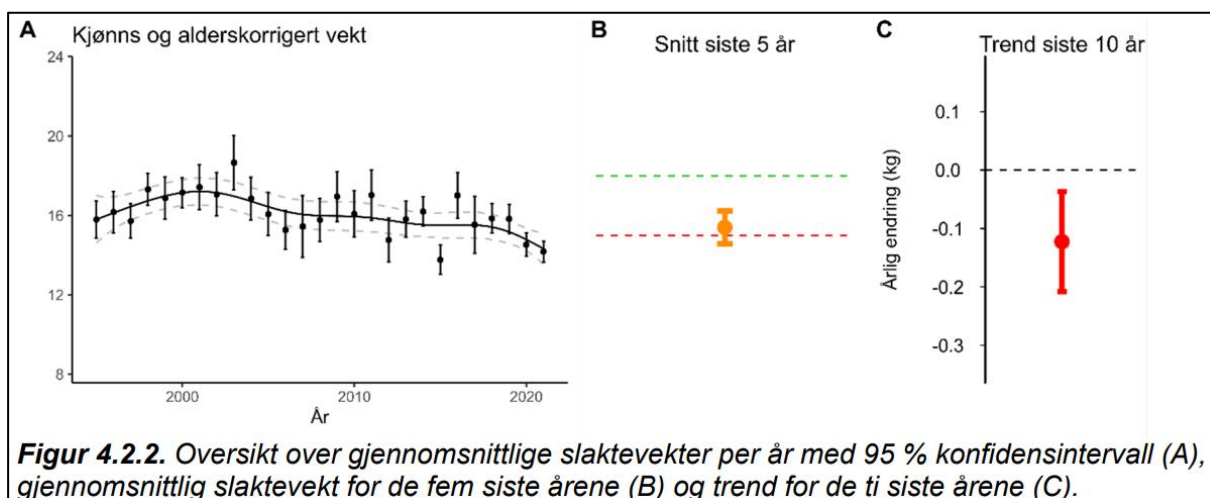 A Kjønns og alderskorrigert vekt
24
20
16
12
8
2000 2010 2020
År
B Snitt siste 5 år
C Trend siste 10 år
Årlig endring (kg)
0.1
0.0
-0.1
-0.2
-0.3
Figur 4.2.2. Oversikt over gjennomsnittlige slaktevekter per år med 95 % konfidensintervall (A),
gjennomsnittlig slaktevekt for de fem siste årene (B) og trend for de ti siste årene (C).